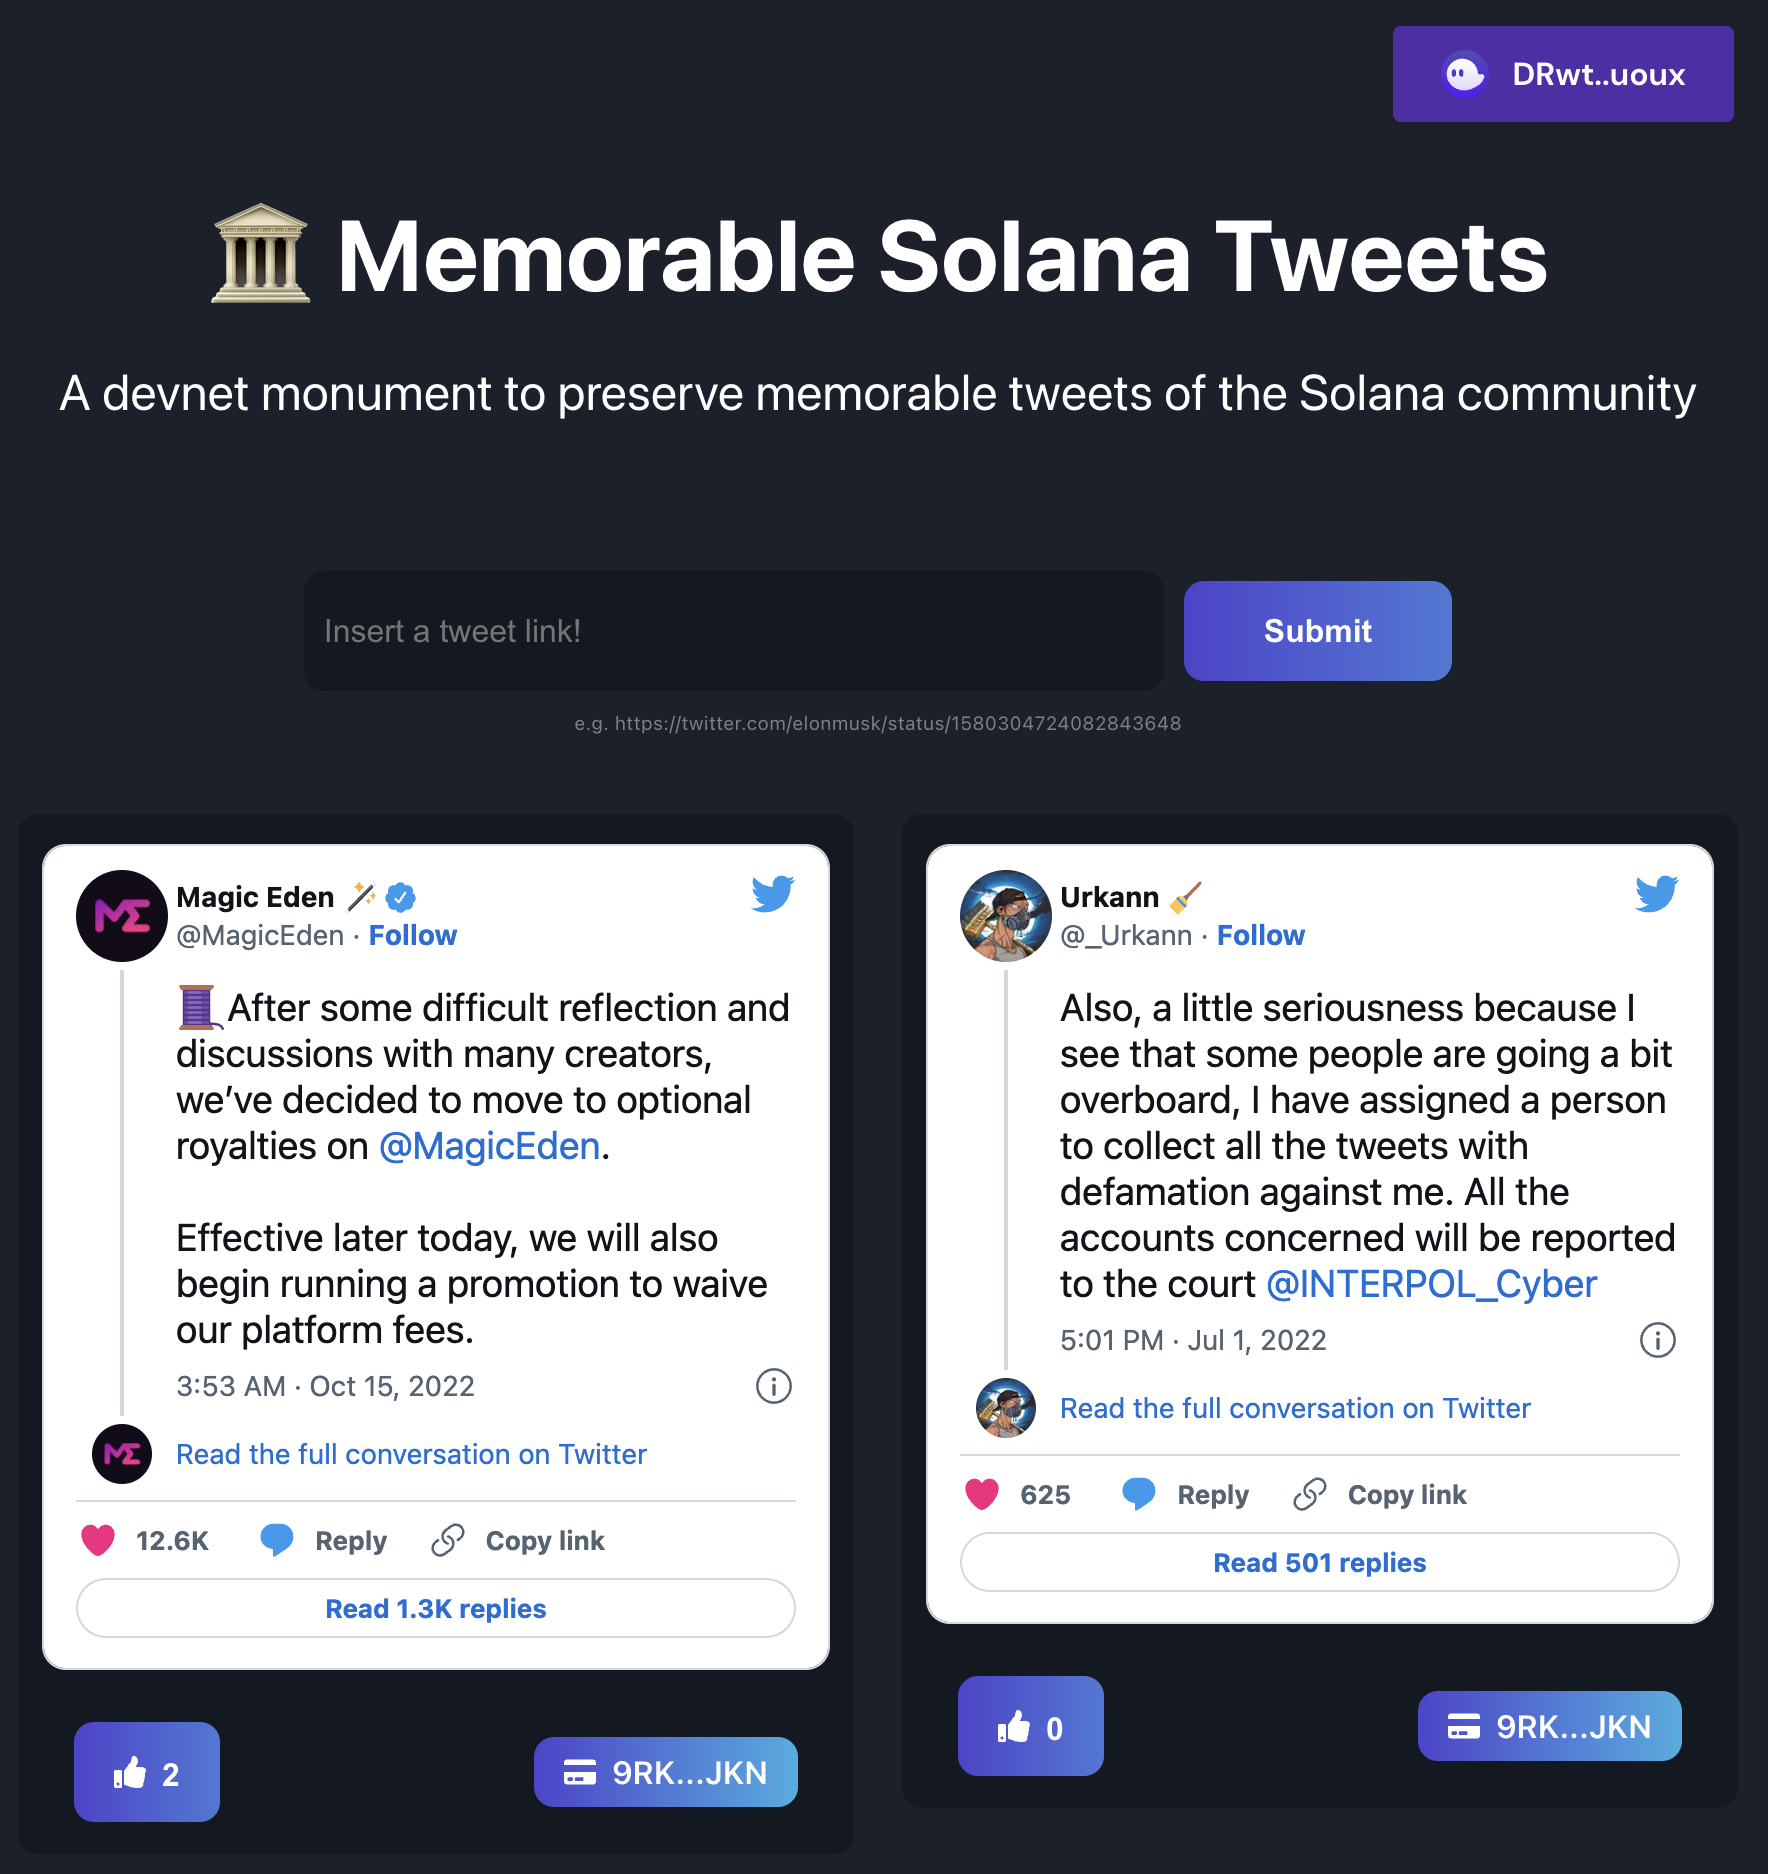 DRwt..uoux
Memorable Solana Tweets
A devnet monument to preserve memorable tweets of the Solana community
Insert a tweet link!
Submit
e.g. https://twitter.com/elonmusk/status/1580304724082843648
ME
Magic Eden
@MagicEden · Follow
After some difficult reflection and
discussions with many creators,
we’ve decided to move to optional
royalties on @MagicEden.
Effective later today, we will also
begin running a promotion to waive
our platform fees.
3:53 AM · Oct 15, 2022
ME
Read the full conversation on Twitter
12.6K Reply Copy link
Read 1.3K replies
2
9RK...JKN
Urkann
@_Urkann · Follow
Also, a little seriousness because I
see that some people are going a bit
overboard, I have assigned a person
to collect all the tweets with
defamation against me. All the
accounts concerned will be reported
to the court @INTERPOL_Cyber
5:01 PM · Jul 1, 2022
Read the full conversation on Twitter
625 Reply Copy link
Read 501 replies
0
9RK...JKN